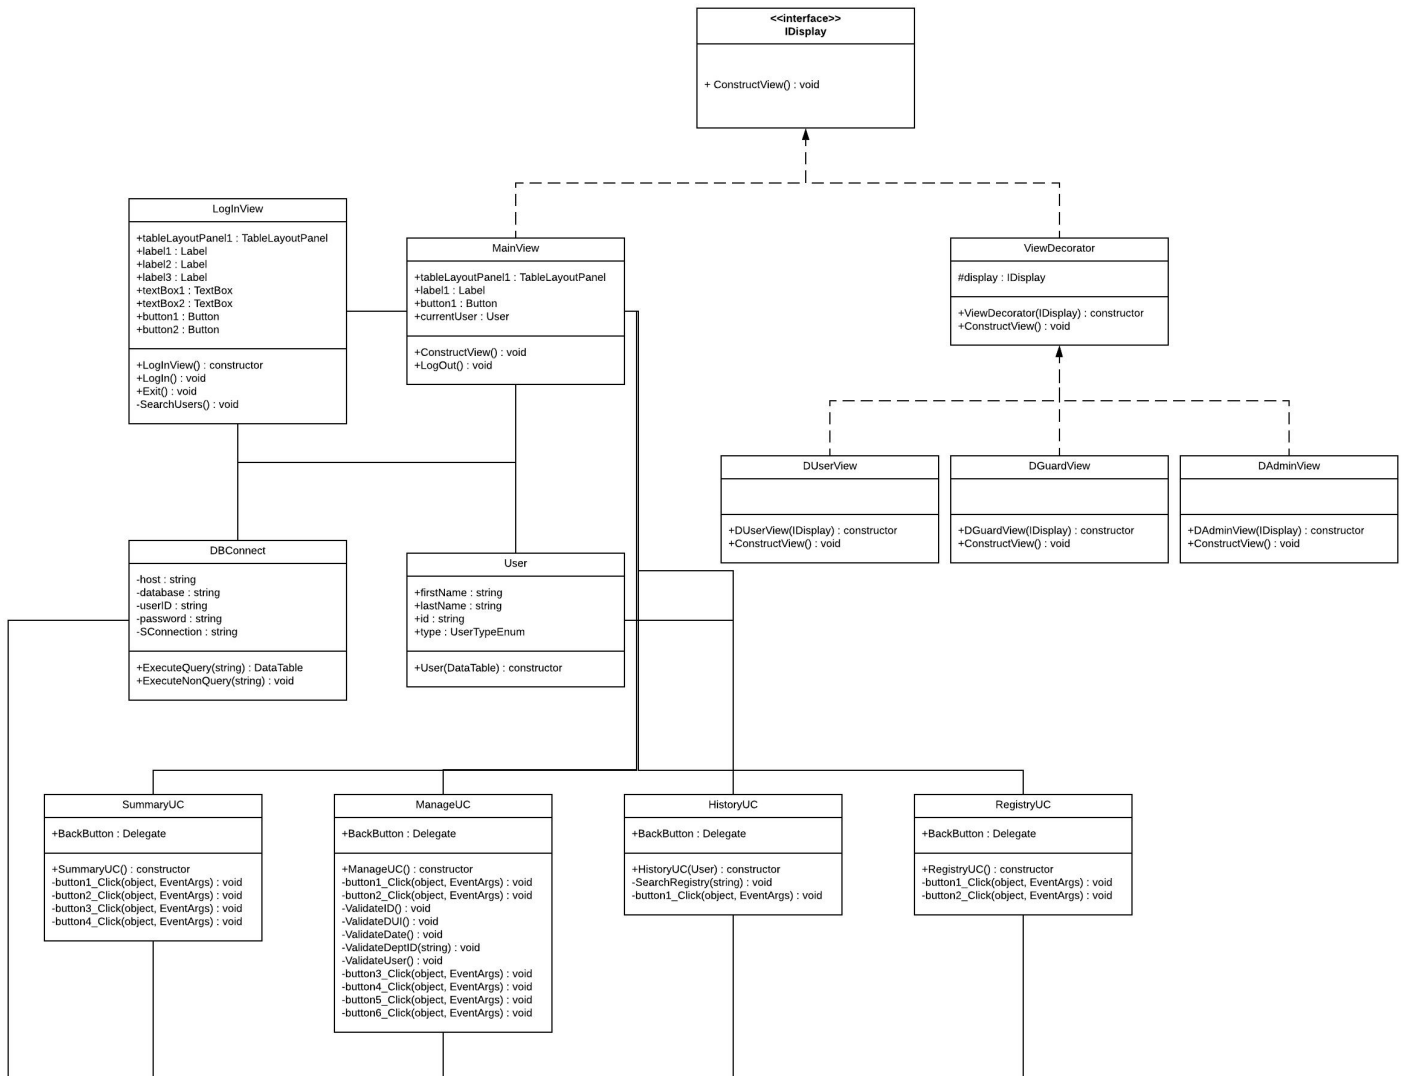 <<interface>>
IDisplay
+ ConstructView() : void
LogInView
+tableLayoutPanel1 : TableLayoutPanel
+label1 : Label
+label2 : Label
+label3 : Label
+textBox1 : TextBox
+textBox2 : TextBox
+button1 : Button
+button2 : Button
+LogInView() : constructor
+LogIn() : void
+Exit() : void
-SearchUsers() : void
MainView
+tableLayoutPanel1 : TableLayoutPanel
+label1 : Label
+button1 : Button
+currentUser : User
+ConstructView() : void
+LogOut() : void
ViewDecorator
#display : IDisplay
+ViewDecorator(IDisplay) : constructor
+ConstructView() : void
DUserView
+DUserView(IDisplay) : constructor
+ConstructView() : void
DGuardView
+DGuardView(IDisplay) : constructor
+ConstructView() : void
DAdminView
+DAdminView(IDisplay) : constructor
+ConstructView() : void
DBConnect
-host : string
-database : string
-userID : string
-password : string
-SConnection : string
+ExecuteQuery(string) : DataTable
+ExecuteNonQuery(string) : void
User
+firstName : string
+lastName : string
+id : string
+type : UserTypeEnum
+User(DataTable) : constructor
SummaryUC
+BackButton : Delegate
+SummaryUC() : constructor
-button1_Click(object, EventArgs) : void
-button2_Click(object, EventArgs) : void
-button3_Click(object, EventArgs) : void
-button4_Click(object, EventArgs) : void
ManageUC
+BackButton : Delegate
+ManageUC() : constructor
-button1_Click(object, EventArgs) : void
-button2_Click(object, EventArgs) : void
-ValidateID() : void
-ValidateDUI() : void
-ValidateDate() : void
-ValidateDeptID(string) : void
-ValidateUser() : void
-button3_Click(object, EventArgs) : void
-button4_Click(object, EventArgs) : void
-button5_Click(object, EventArgs) : void
-button6_Click(object, EventArgs) : void
HistoryUC
+BackButton : Delegate
+HistoryUC(User) : constructor
-SearchRegistry(string) : void
-button1_Click(object, EventArgs) : void
RegistryUC
+BackButton : Delegate
+RegistryUC() : constructor
-button1_Click(object, EventArgs) : void
-button2_Click(object, EventArgs) : void